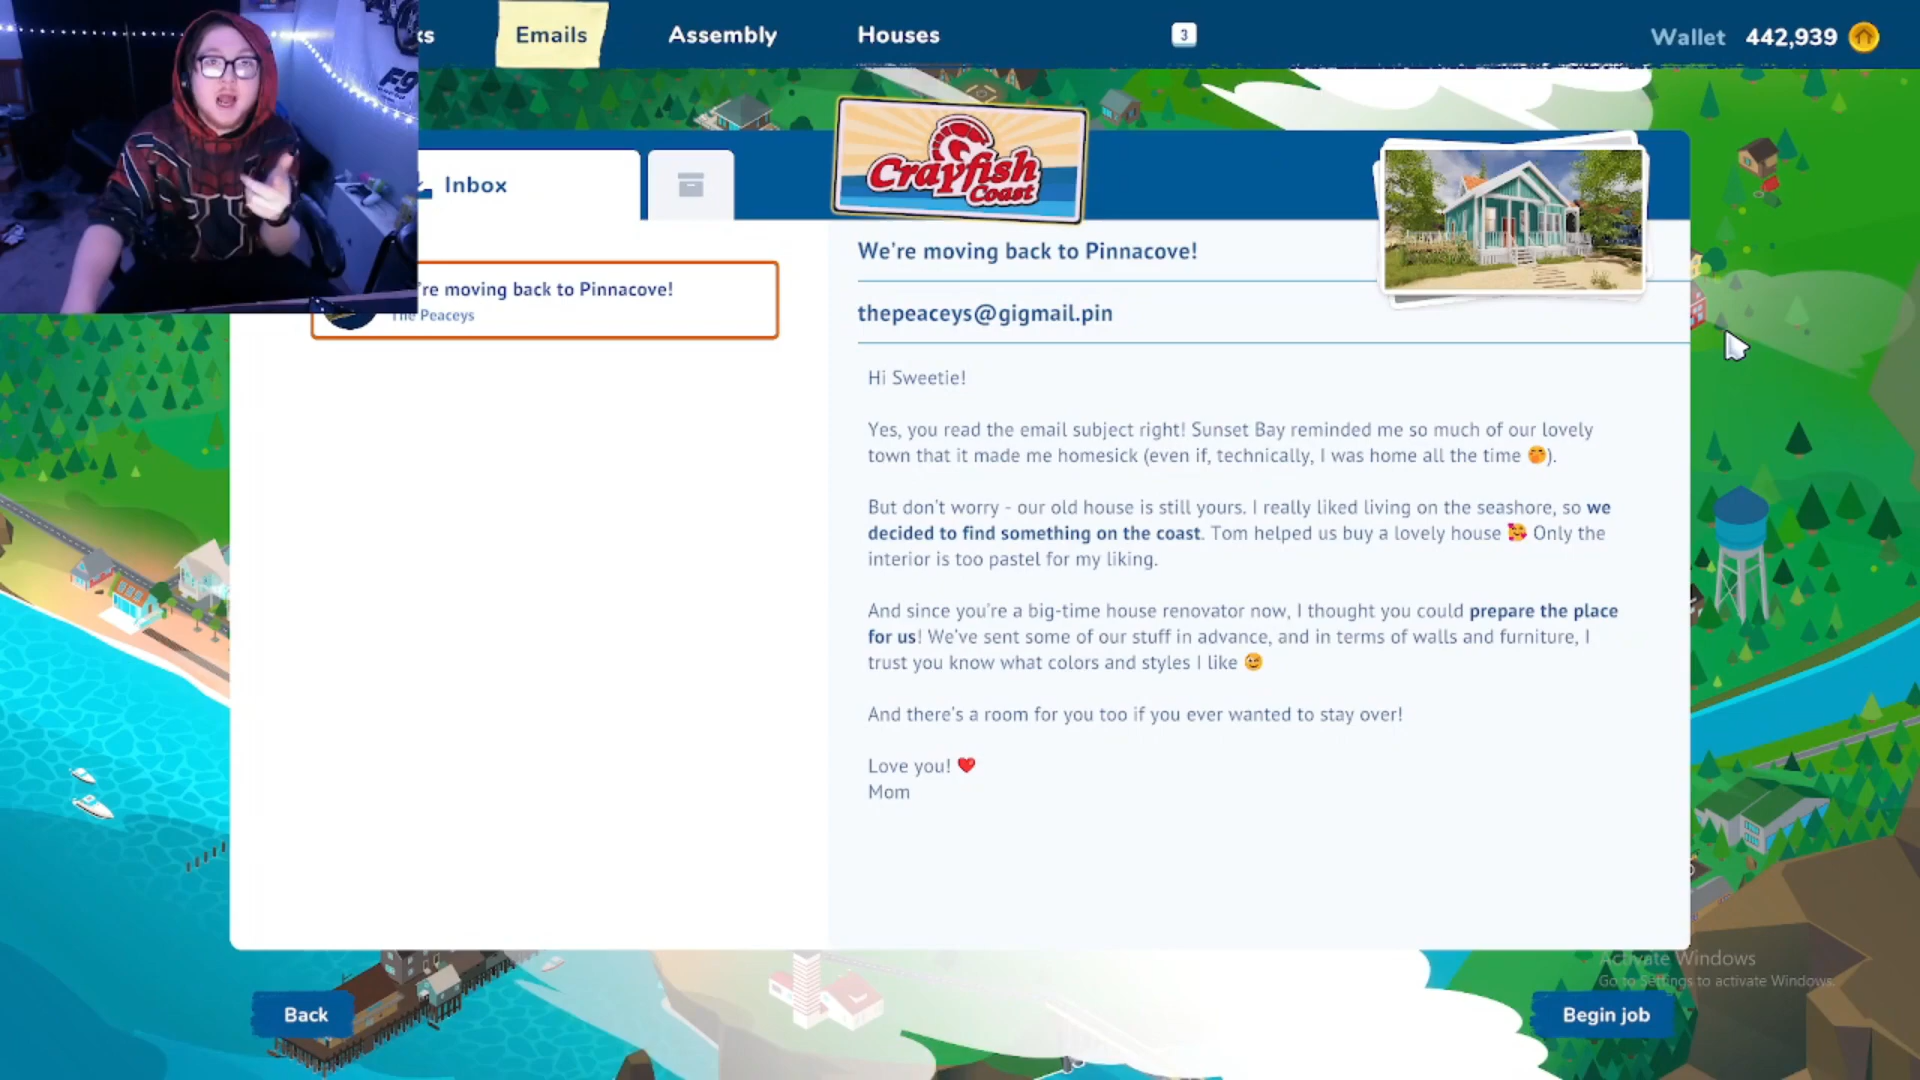 ks
Emails
Assembly
Houses
3
Wallet 442,939
F9
Inbox
Crayfish
Coast
're moving back to Pinnacove!
The Peaceys
We're moving back to Pinnacove!
thepeaceys@gigmail.pin
Hi Sweetie!
Yes, you read the email subject right! Sunset Bay reminded me so much of our lovely
town that it made me homesick (even if, technically, I was home all the time 🤭).
But don't worry - our old house is still yours. I really liked living on the seashore, so we
decided to find something on the coast. Tom helped us buy a lovely house 🥰 Only the
interior is too pastel for my liking.
And since you're a big-time house renovator now, I thought you could prepare the place
for us! We've sent some of our stuff in advance, and in terms of walls and furniture, I
trust you know what colors and styles I like 😉
And there's a room for you too if you ever wanted to stay over!
Love you! ❤️
Mom
Activate Windows
Go to Settings to activate Windows.
Back
Begin job